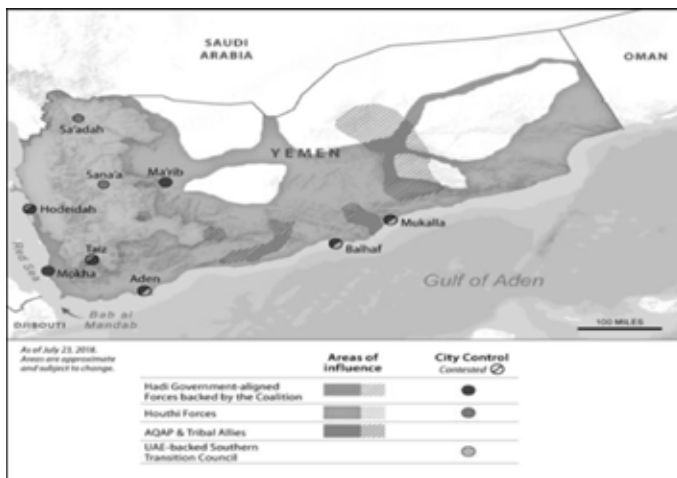 SAUDI
ARABIA
OMAN
Sa'adah
YEMEN
Sana'a
Ma'rib
Hodeidah
Mukalla
Taiz
Balhaf
Red Sea
Mokha
Aden
Gulf of Aden
Bab al
Mandab
DJIBOUTI
100 MILES
As of July 23, 2018.
Areas are approximate
and subject to change.
Areas of
influence
City Control
Contested
Hadi Government-aligned
Forces backed by the Coalition
Houthi Forces
AQAP & Tribal Allies
UAE-backed Southern
Transition Council